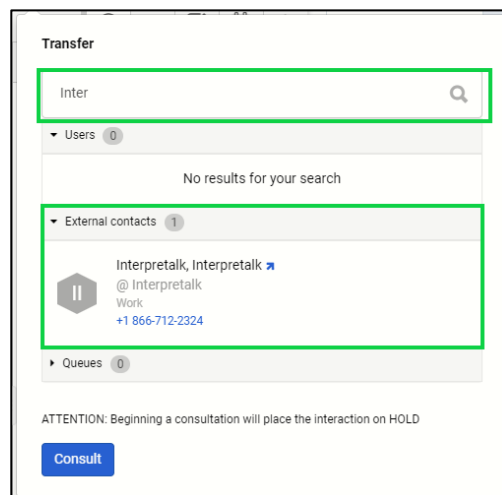 Transfer
Inter
Users 0
No results for your search
External contacts 1
Interpretalk, Interpretalk
II
@ Interpretalk
Work
+1 866-712-2324
Queues 0
ATTENTION: Beginning a consultation will place the interaction on HOLD
Consult